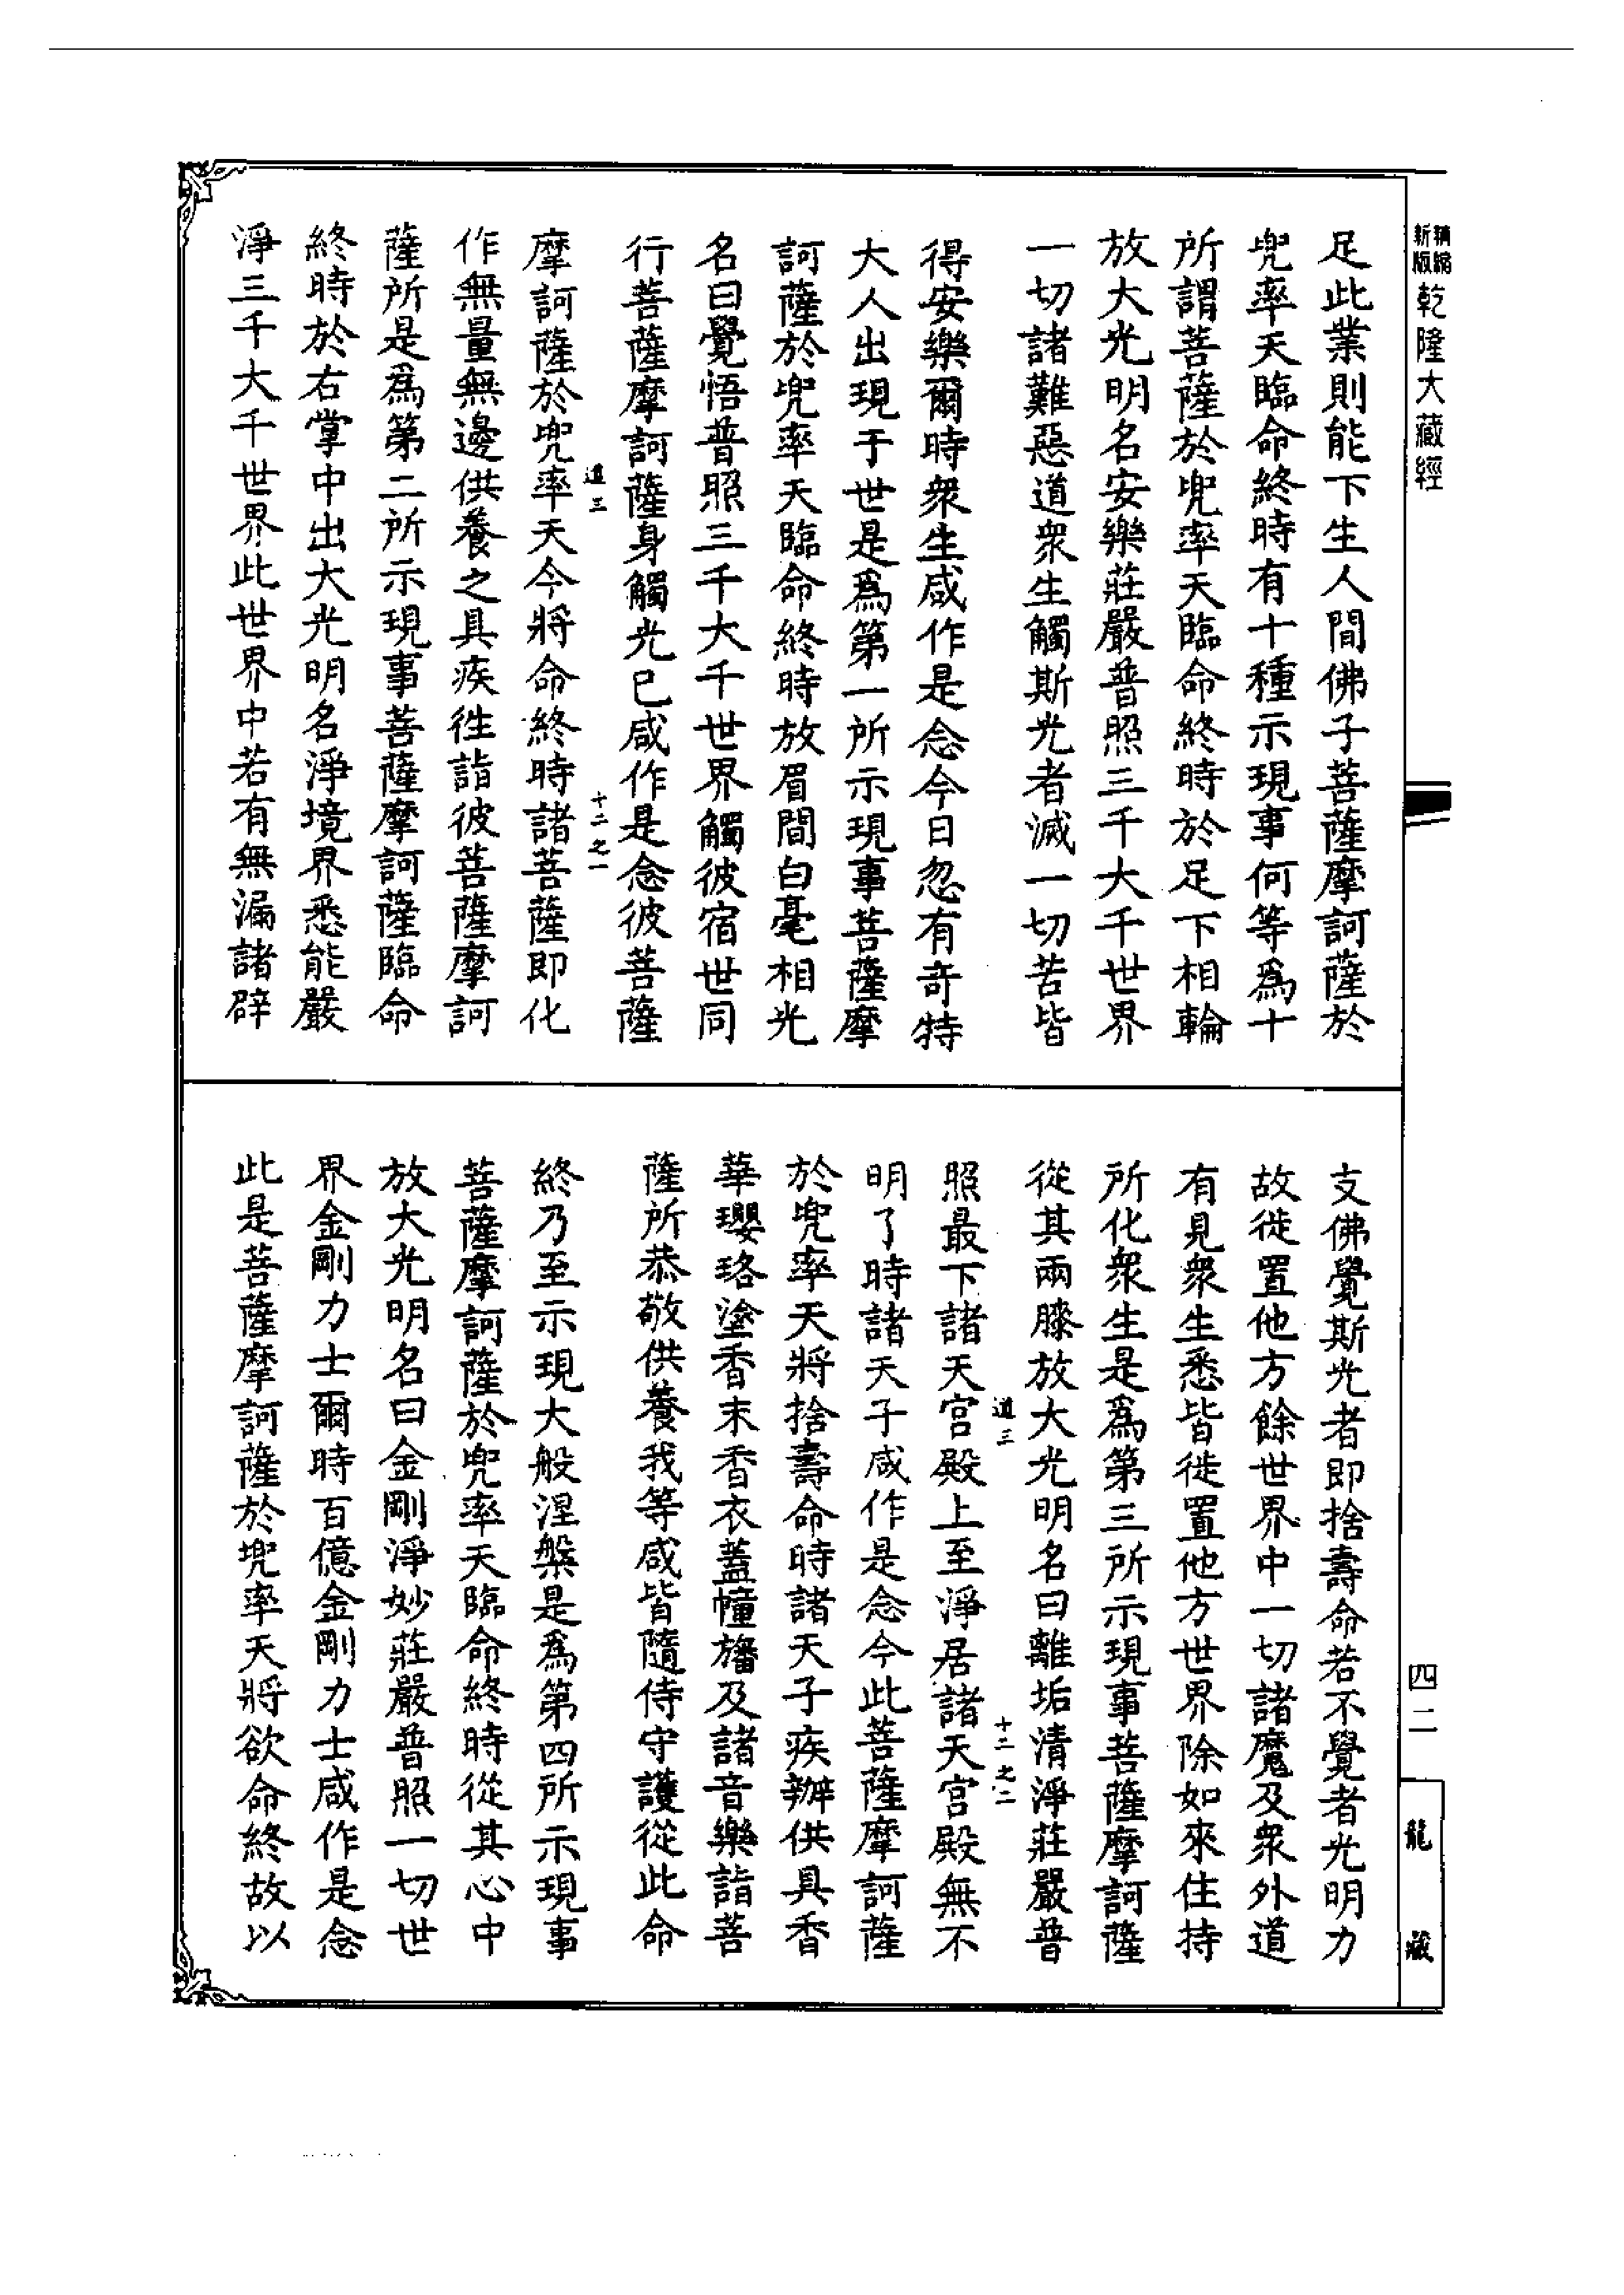 精縮
新版
乾隆大藏經
足此業則能下生人間佛子菩薩摩訶薩於
兜率天臨命終時有十種示現事何等爲十
所謂菩薩於兜率天臨命終時於足下相輪
放大光明名安樂莊嚴普照三千大千世界
一切諸難惡道衆生觸斯光者滅一切苦皆
得安樂爾時衆生咸作是念今日忽有奇特
大人出現于世是爲第一所示現事菩薩摩
訶薩於兜率天臨命終時放眉間白毫相光
名曰覺悟普照三千大千世界觸彼宿世同
行菩薩摩訶薩身觸光已咸作是念彼菩薩
道三
十二之一
摩訶薩於兜率天今將命終時諸菩薩即化
作無量無邊供養之具疾徃詣彼菩薩摩訶
薩所是爲第二所示現事菩薩摩訶薩臨命
終時於右掌中出大光明名淨境界悉能嚴
淨三千大千世界此世界中若有無漏諸辟
支佛覺斯光者即捨壽命若不覺者光明力
故徙置他方餘世界中一切諸魔及衆外道
有見衆生悉皆徙置他方世界除如來住持
所化衆生是爲第三所示現事菩薩摩訶薩
從其兩膝放大光明名曰離垢清淨莊嚴普
道三
十二之二
照最下諸天宮殿上至淨居諸天宮殿無不
明了時諸天子咸作是念今此菩薩摩訶薩
於兜率天將捨壽命時諸天子疾辦供具香
華瓔珞塗香末香衣蓋幢旛及諸音樂詣菩
薩所恭敬供養我等咸皆隨侍守護從此命
終乃至示現大般涅槃是爲第四所示現事
菩薩摩訶薩於兜率天臨命終時從其心中
放大光明名曰金剛淨妙莊嚴普照一切世
界金剛力士爾時百億金剛力士咸作是念
此是菩薩摩訶薩於兜率天將欲命終故以
四二
龍藏